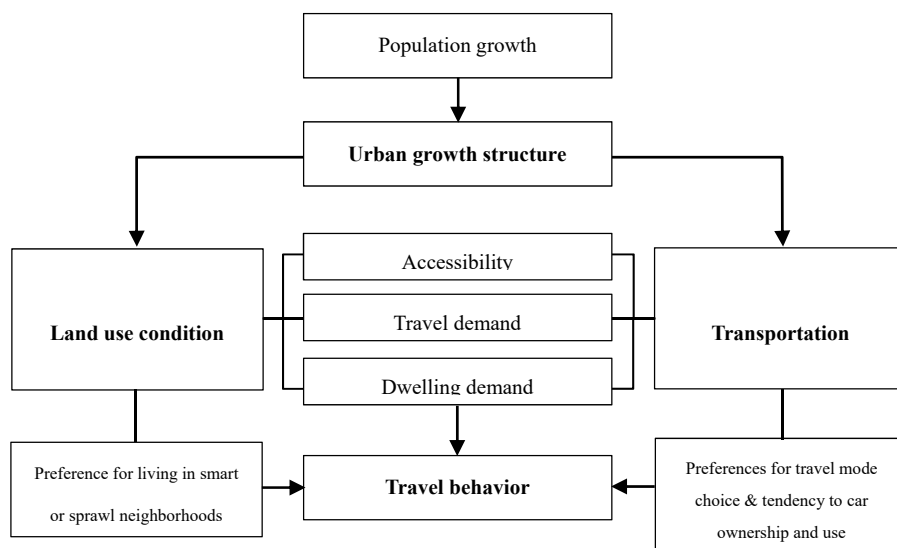 Population growth
Urban growth structure
Accessibility
Land use condition
Travel demand
Transportation
Dwelling demand
Preference for living in smart
or sprawl neighborhoods
Travel behavior
Preferences for travel mode
choice & tendency to car
ownership and use